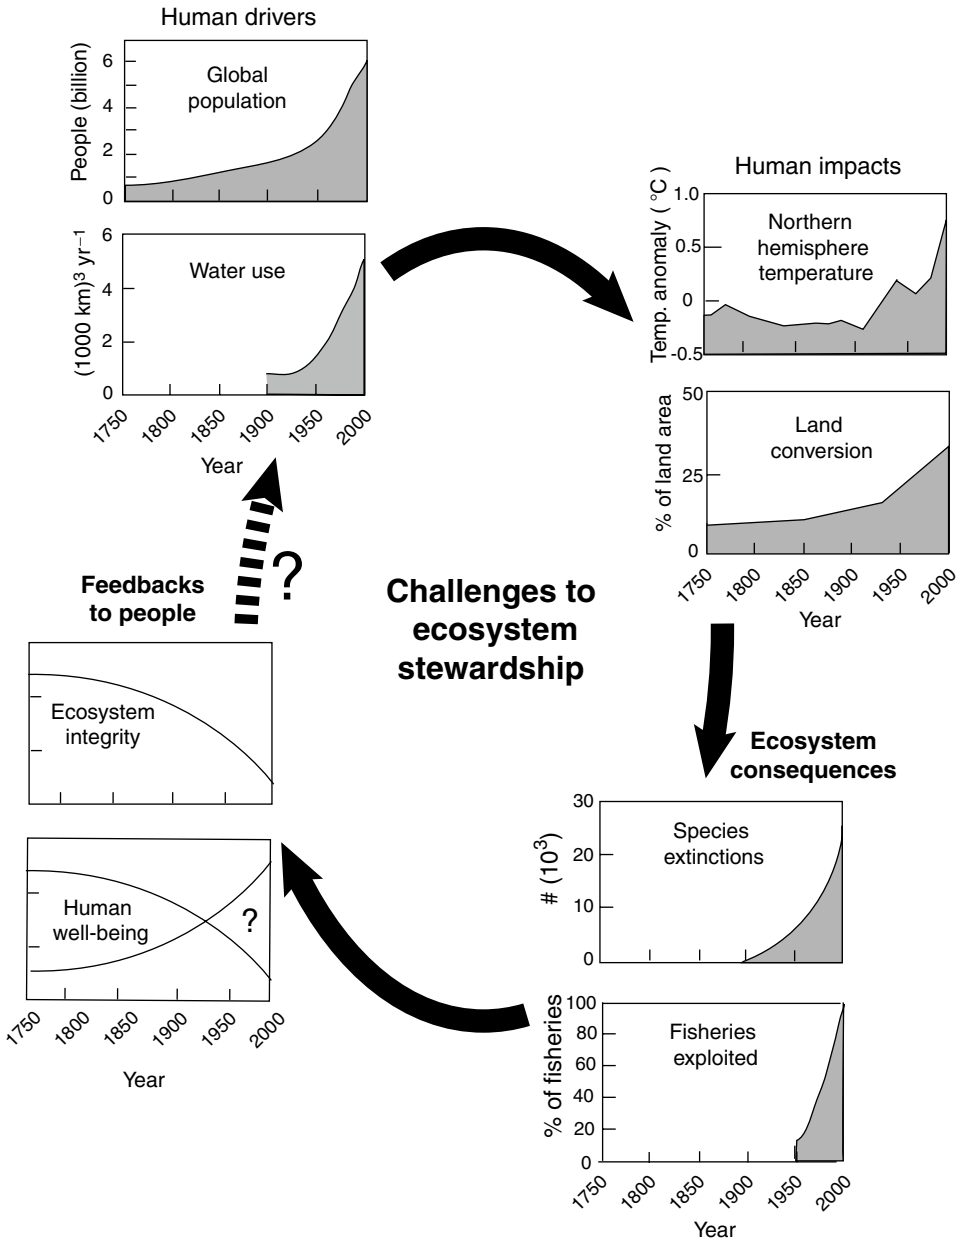 Human drivers
People (billion)
6
4
2
0
Global
population
(1000 km)³ yr⁻¹
6
4
2
0
Water use
1750
1800
1850
1900
1950
2000
Year
Human impacts
Temp. anomaly ( °C)
1.0
0.5
0
-0.5
Northern
hemisphere
temperature
% of land area
50
25
0
Land
conversion
1750
1800
1850
1900
1950
2000
Year
?
Feedbacks
to people
Challenges to
ecosystem
stewardship
Ecosystem
integrity
Human
well-being
?
1750
1800
1850
1900
1950
2000
Year
Ecosystem
consequences
# (10³)
30
20
10
0
Species
extinctions
% of fisheries
100
80
60
40
20
0
Fisheries
exploited
1750
1800
1850
1900
1950
2000
Year